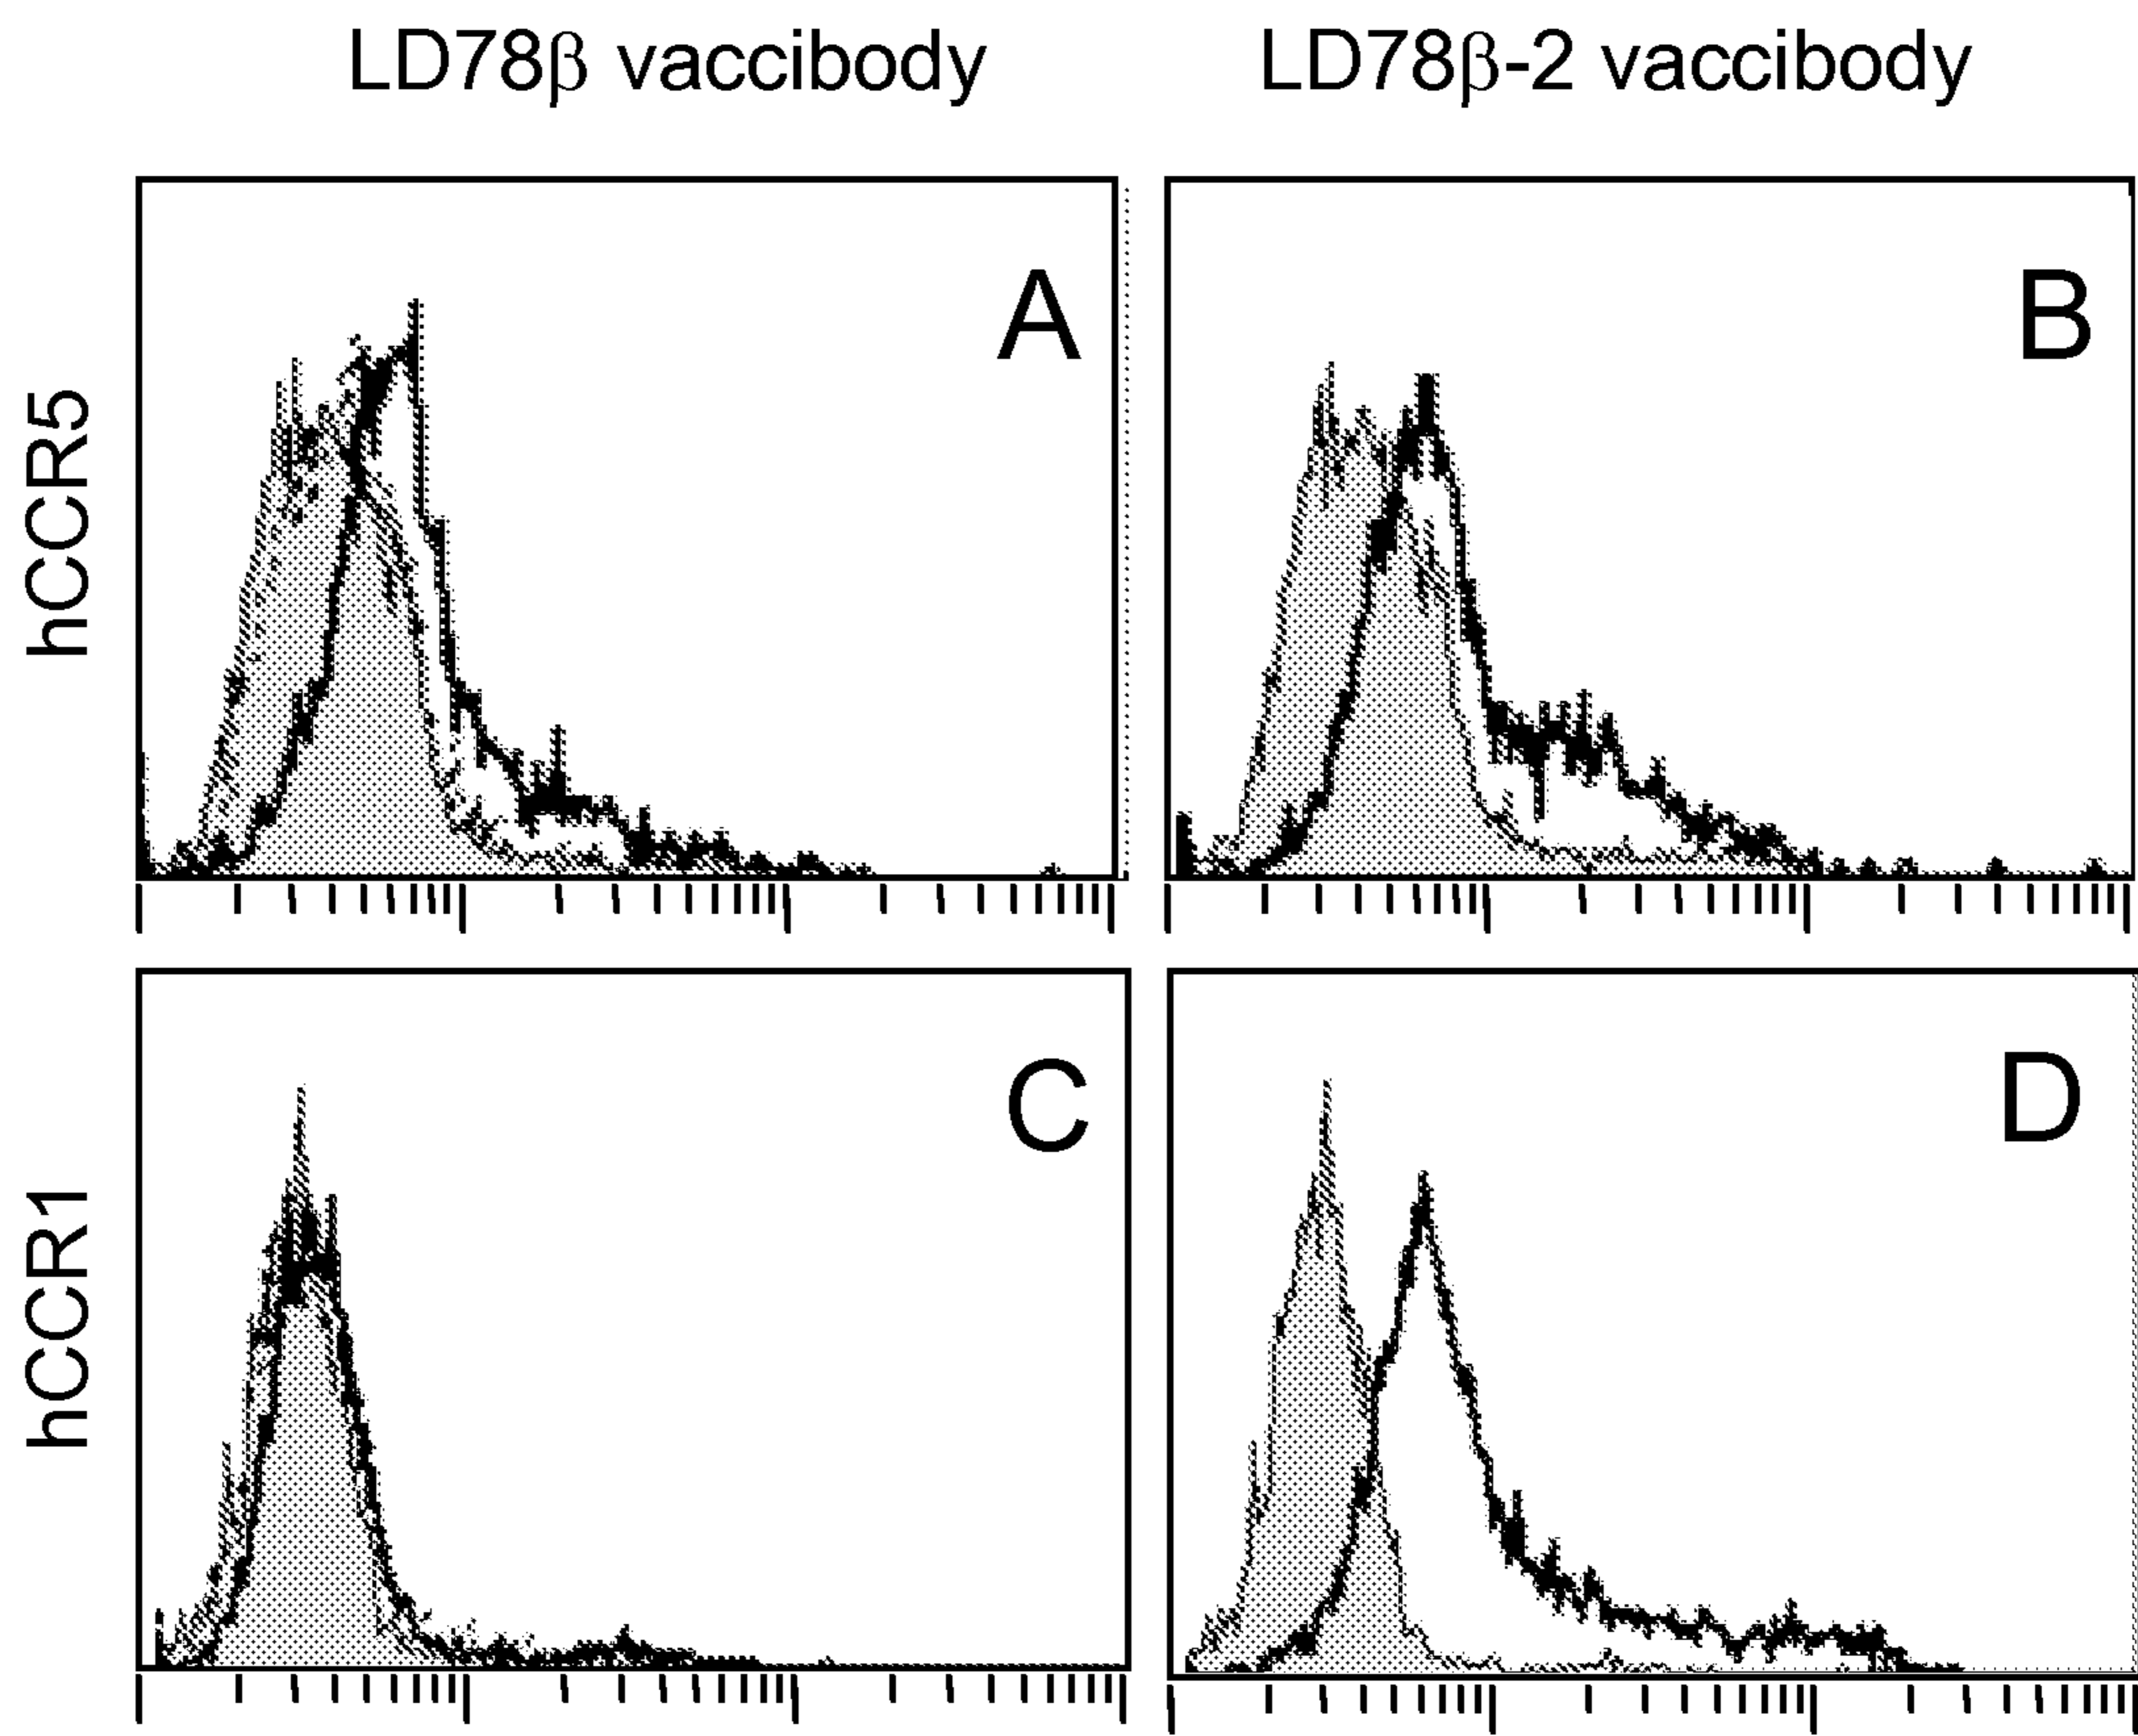 LD78β vaccibody
LD78β-2 vaccibody
hCCR5
A
B
hCCR1
C
D